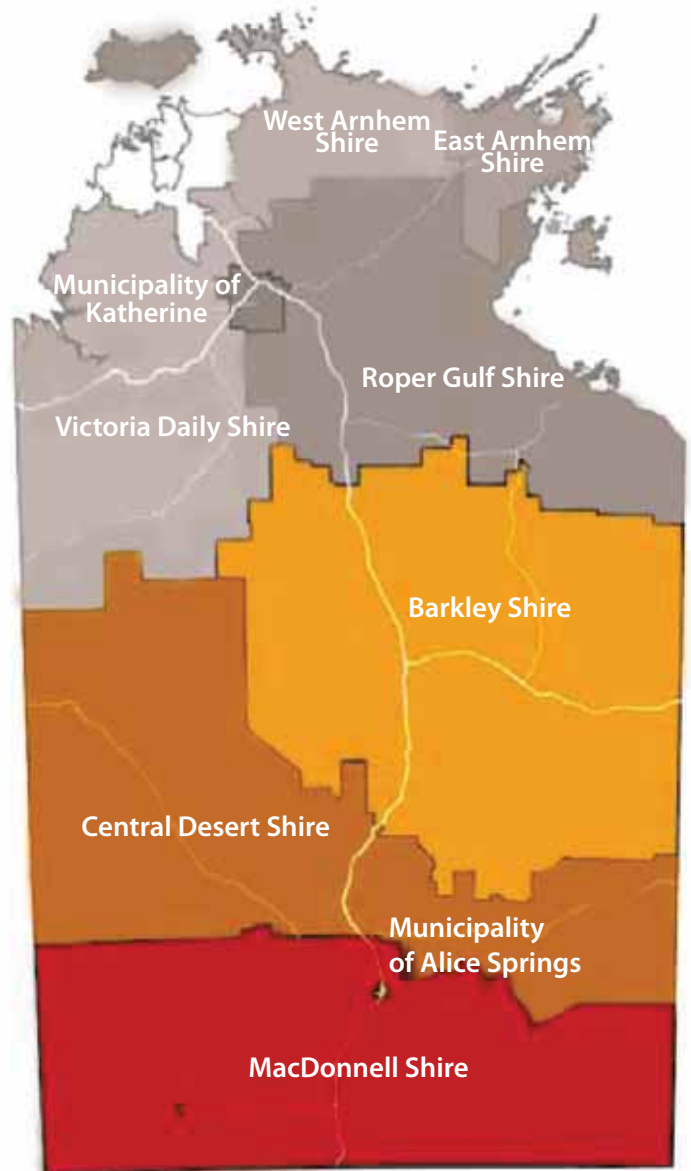 West Arnhem
Shire
East Arnhem
Shire
Municipality of
Katherine
Roper Gulf Shire
Victoria Daily Shire
Barkley Shire
Central Desert Shire
Municipality
of Alice Springs
MacDonnell Shire